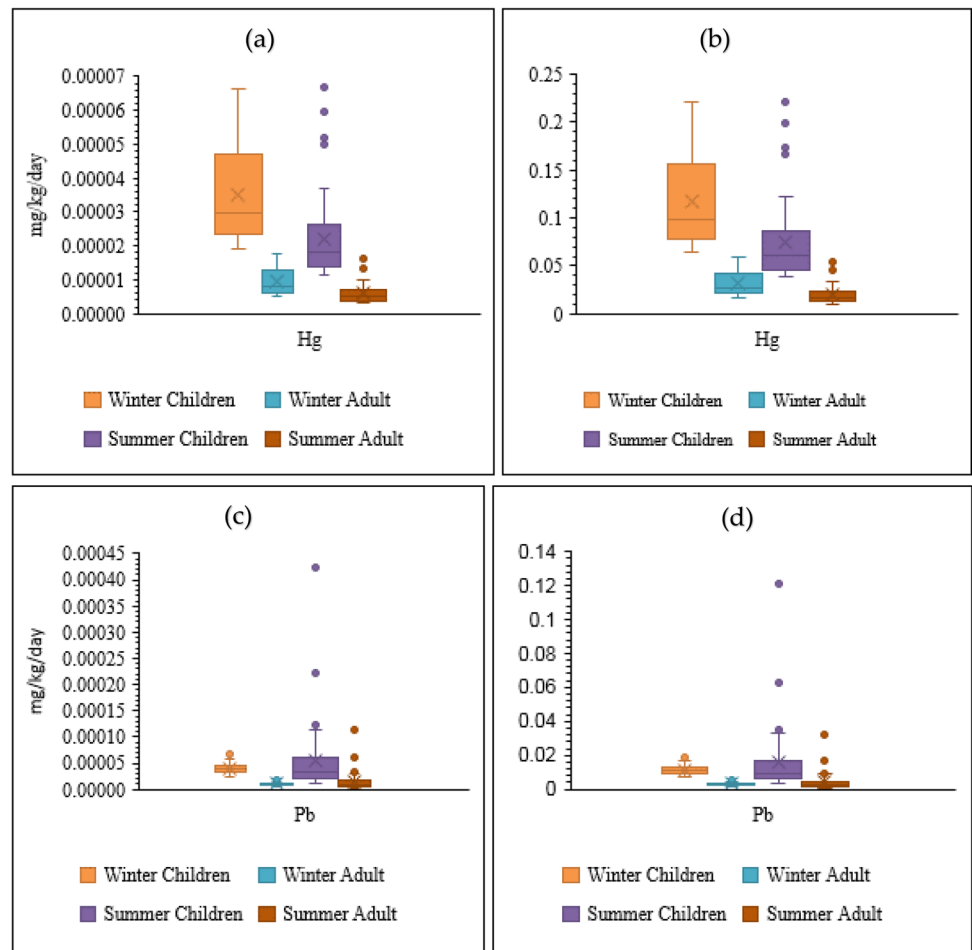 (a)
mg/kg/day
0.00007
0.00006
0.00005
0.00004
0.00003
0.00002
0.00001
0.00000
Hg
Winter Children Winter Adult
Summer Children Summer Adult
(b)
0.25
0.2
0.15
0.1
0.05
0
Hg
Winter Children Winter Adult
Summer Children Summer Adult
(c)
mg/kg/day
0.00045
0.00040
0.00035
0.00030
0.00025
0.00020
0.00015
0.00010
0.00005
0.00000
Pb
Winter Children Winter Adult
Summer Children Summer Adult
(d)
0.14
0.12
0.1
0.08
0.06
0.04
0.02
0
Pb
Winter Children Winter Adult
Summer Children Summer Adult